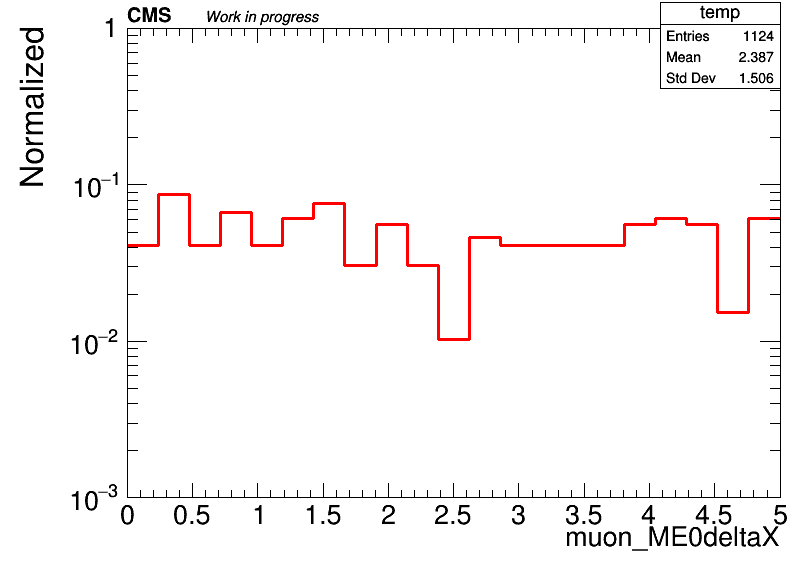 CMS Work in progress
temp
Entries 1124
Mean 2.387
Std Dev 1.506
Normalized
1
10−1
10−2
10−3
0 0.5 1 1.5 2 2.5 3 3.5 4 4.5 5
muon_ME0deltaX